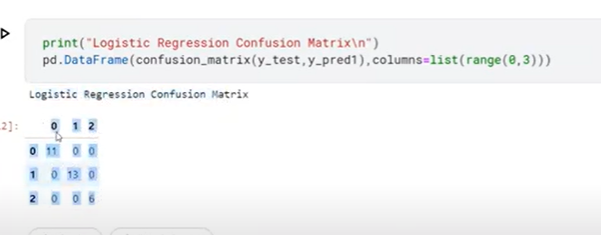 print("Logistic Regression Confusion Matrix\n")
pd.DataFrame(confusion_matrix(y_test,y_pred1),columns=list(range(0,3)))
Logistic Regression Confusion Matrix
2]:
0 1 2
0 11 0 0
1 0 13 0
2 0 0 6